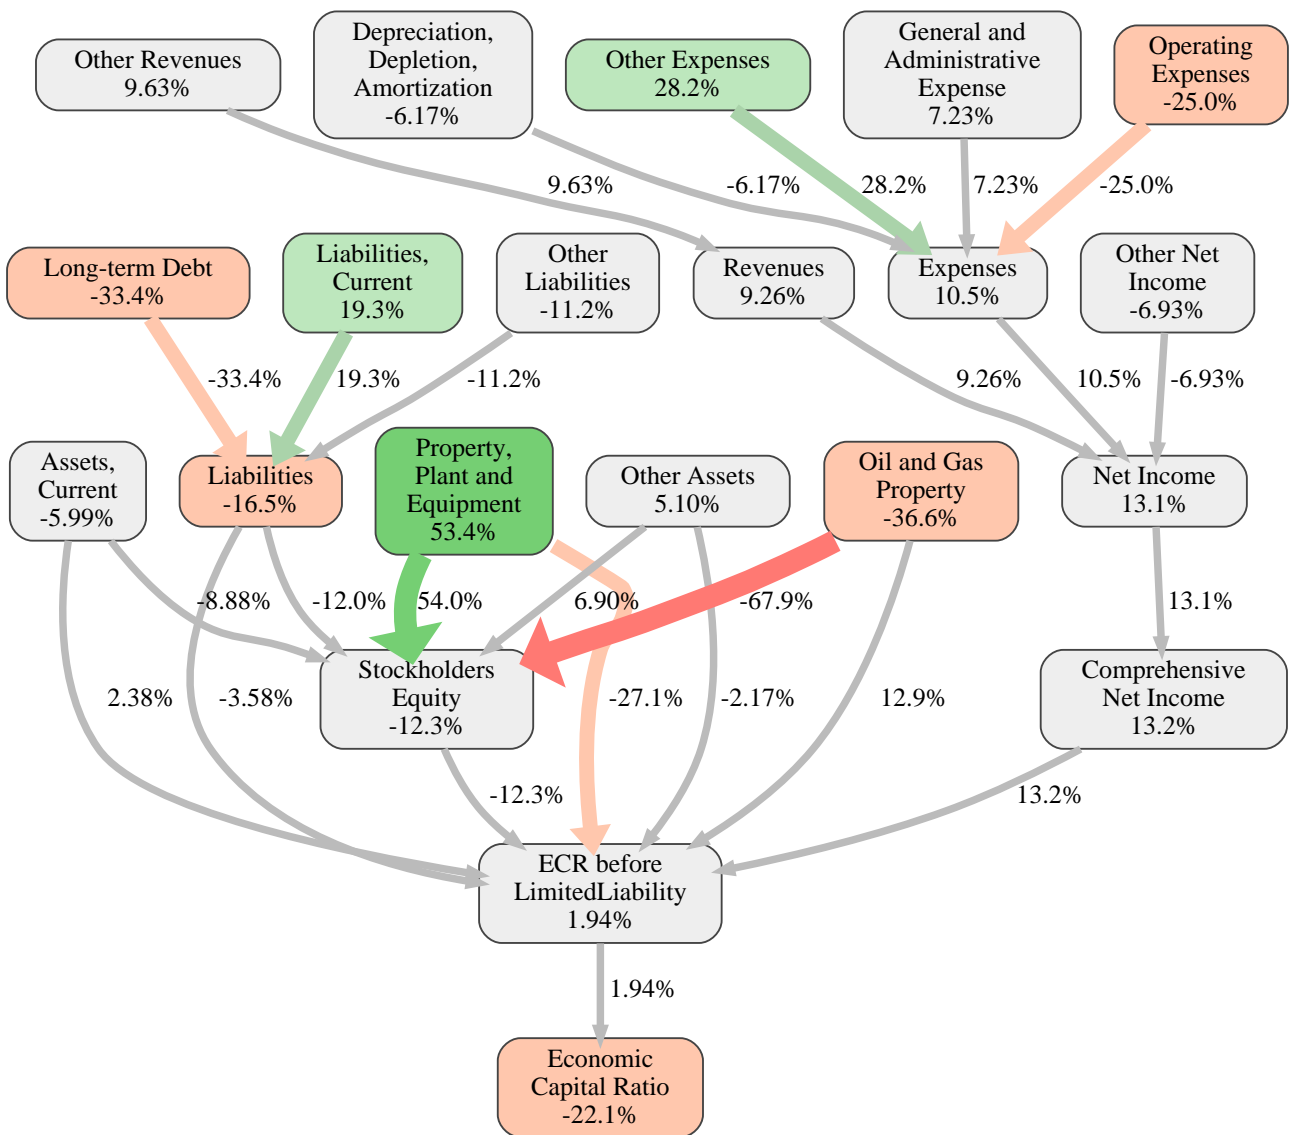 Other Revenues
9.63%
Depreciation,
Depletion,
Amortization
-6.17%
Other Expenses
28.2%
General and
Administrative
Expense
7.23%
Operating
Expenses
-25.0%
9.63%
-6.17%
28.2%
7.23%
-25.0%
Long-term Debt
-33.4%
Liabilities,
Current
19.3%
Other
Liabilities
-11.2%
Revenues
9.26%
Expenses
10.5%
Other Net
Income
-6.93%
-33.4%
19.3%
-11.2%
9.26%
10.5%
-6.93%
Assets,
Current
-5.99%
Liabilities
-16.5%
Property,
Plant and
Equipment
53.4%
Other Assets
5.10%
Oil and Gas
Property
-36.6%
Net Income
13.1%
-8.88%
-12.0%
54.0%
6.90%
-67.9%
13.1%
2.38%
-3.58%
Stockholders
Equity
-12.3%
-27.1%
-2.17%
12.9%
Comprehensive
Net Income
13.2%
-12.3%
13.2%
ECR before
LimitedLiability
1.94%
1.94%
Economic
Capital Ratio
-22.1%